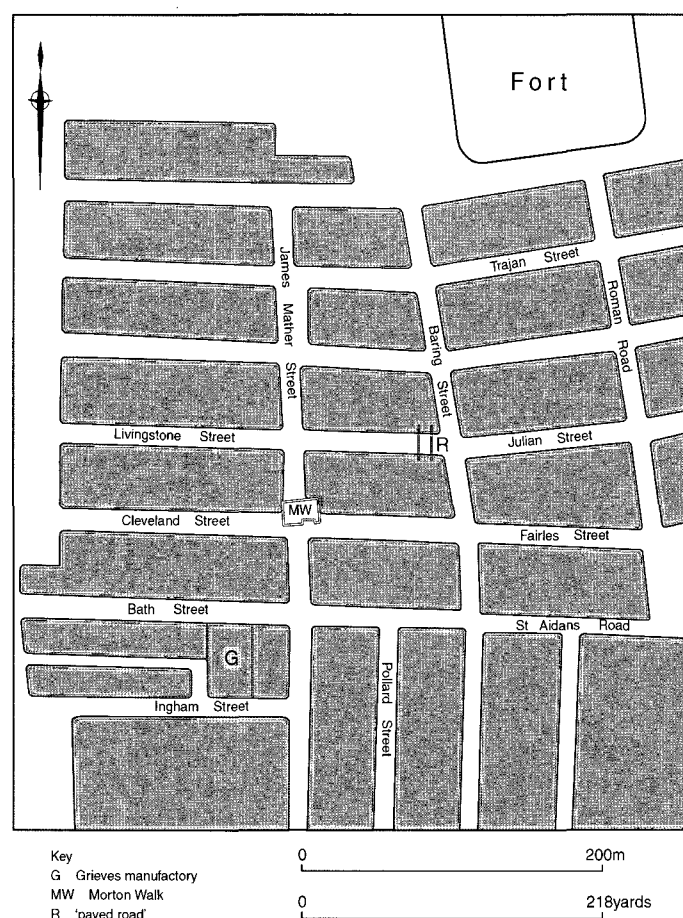 Fort
Trajan Street
James Mather Street
Roman Road
Baring Street
Livingstone Street
R
Julian Street
MW
Cleveland Street
Fairles Street
Bath Street
St Aidans Road
G
Pollard Street
Ingham Street
Key
G Grieves manufactory
MW Morton Walk
R 'paved road'
0 200m
0 218yards